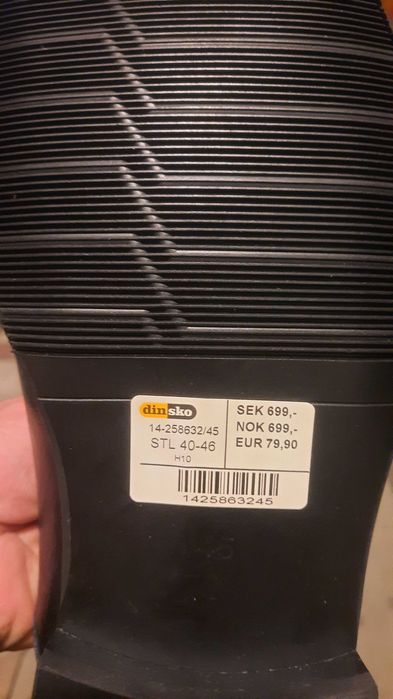 dinsko
14-258632/45
STL 40-46
H10
SEK 699,-
NOK 699,-
EUR 79,90
1425863245